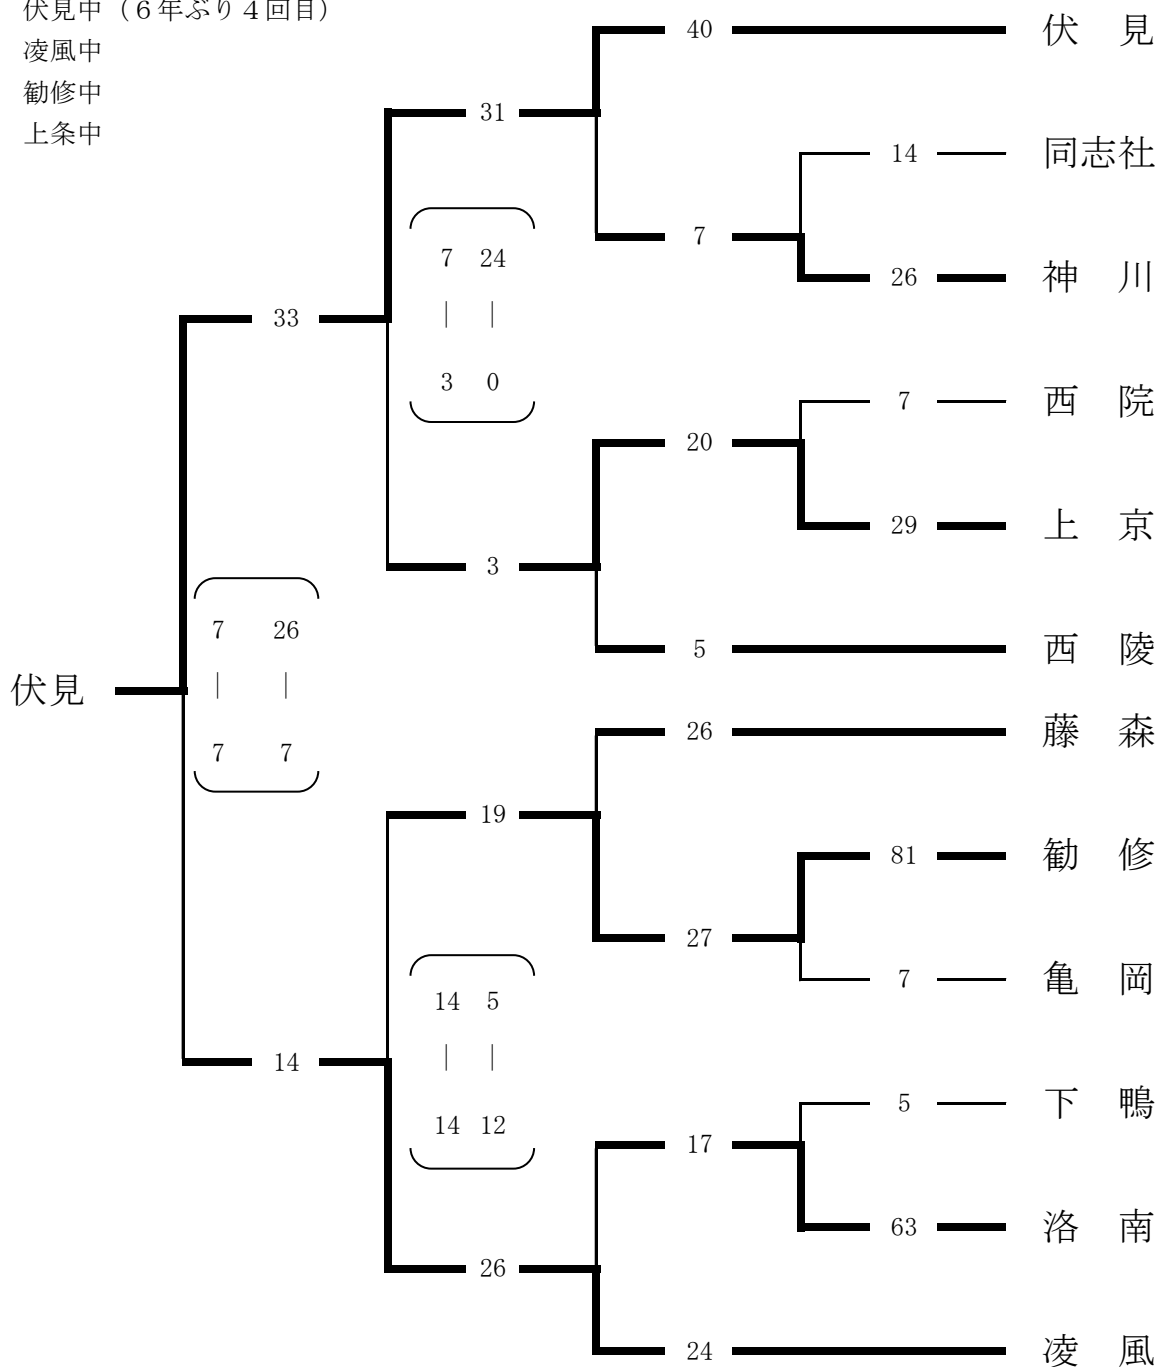 伏見中（６年ぶり４回目）
凌風中
勧修中
上条中
40 伏 見
31
14 同志社
7
26 神 川
7 24
| |
3 0
33
7 西 院
20
29 上 京
3
5 西 陵
伏見
7 26
| |
7 7
26 藤 森
19
81 勧 修
27
7 亀 岡
14 5
| |
14 12
14
5 下 鴨
17
63 洛 南
26
24 凌 風